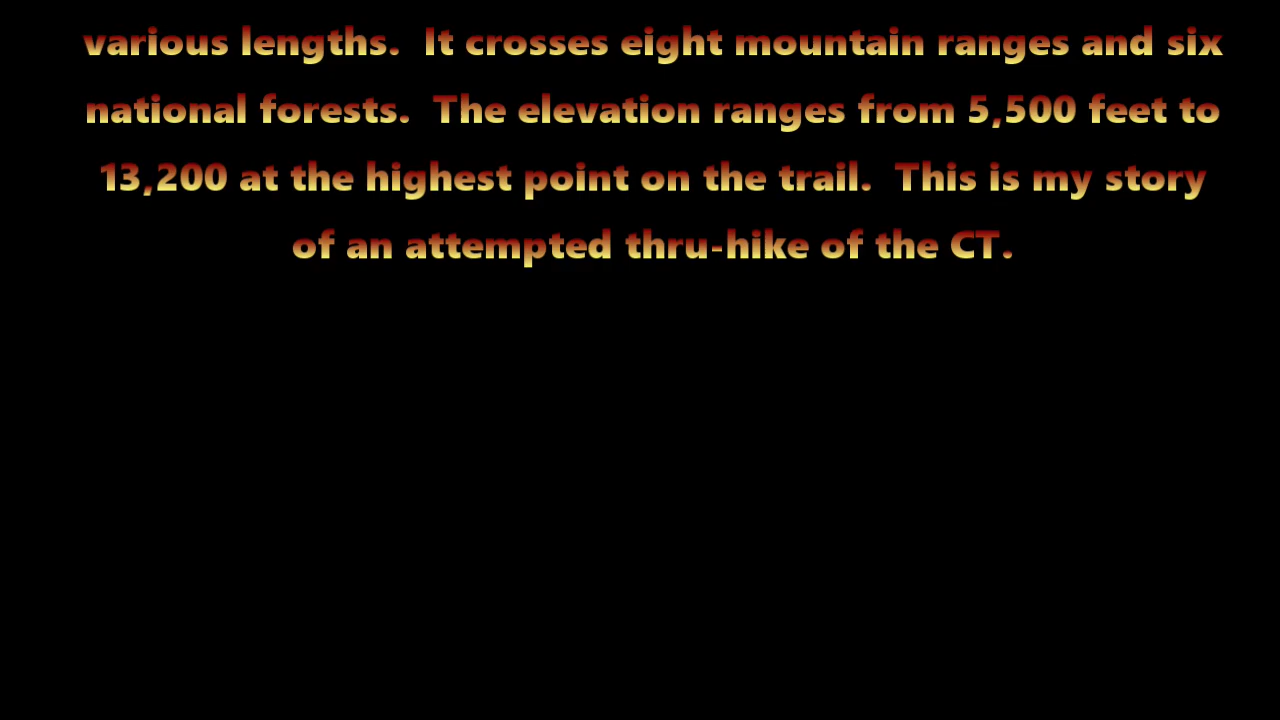 various lengths.  It crosses eight mountain ranges and six
national forests.  The elevation ranges from 5,500 feet to
13,200 at the highest point on the trail.  This is my story
of an attempted thru-hike of the CT.